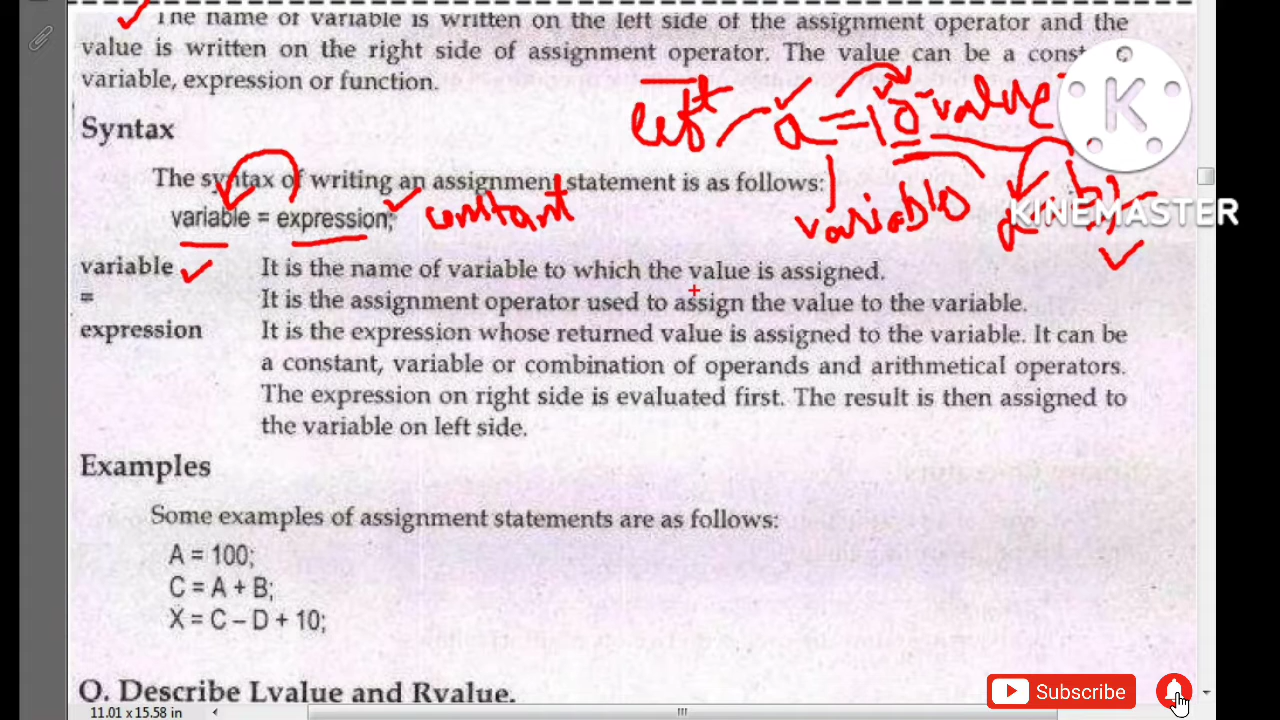 The name of variable is written on the left side of the assignment operator and the
value is written on the right side of assignment operator. The value can be a
variable, expression or function.
left a = 10 value
Syntax
The syntax of writing an assignment statement is as follows:
variable = expression; constant
variable
KINEMASTER
variable It is the name of variable to which the value is assigned.
= It is the assignment operator used to assign the value to the variable.
expression It is the expression whose returned value is assigned to the variable. It can be
a constant, variable or combination of operands and arithmetical operators.
The expression on right side is evaluated first. The result is then assigned to
the variable on left side.
Examples
Some examples of assignment statements are as follows:
A = 100;
C = A + B;
X = C – D + 10;
Q. Describe Lvalue and Rvalue.
Subscribe
11.01 x 15.58 in